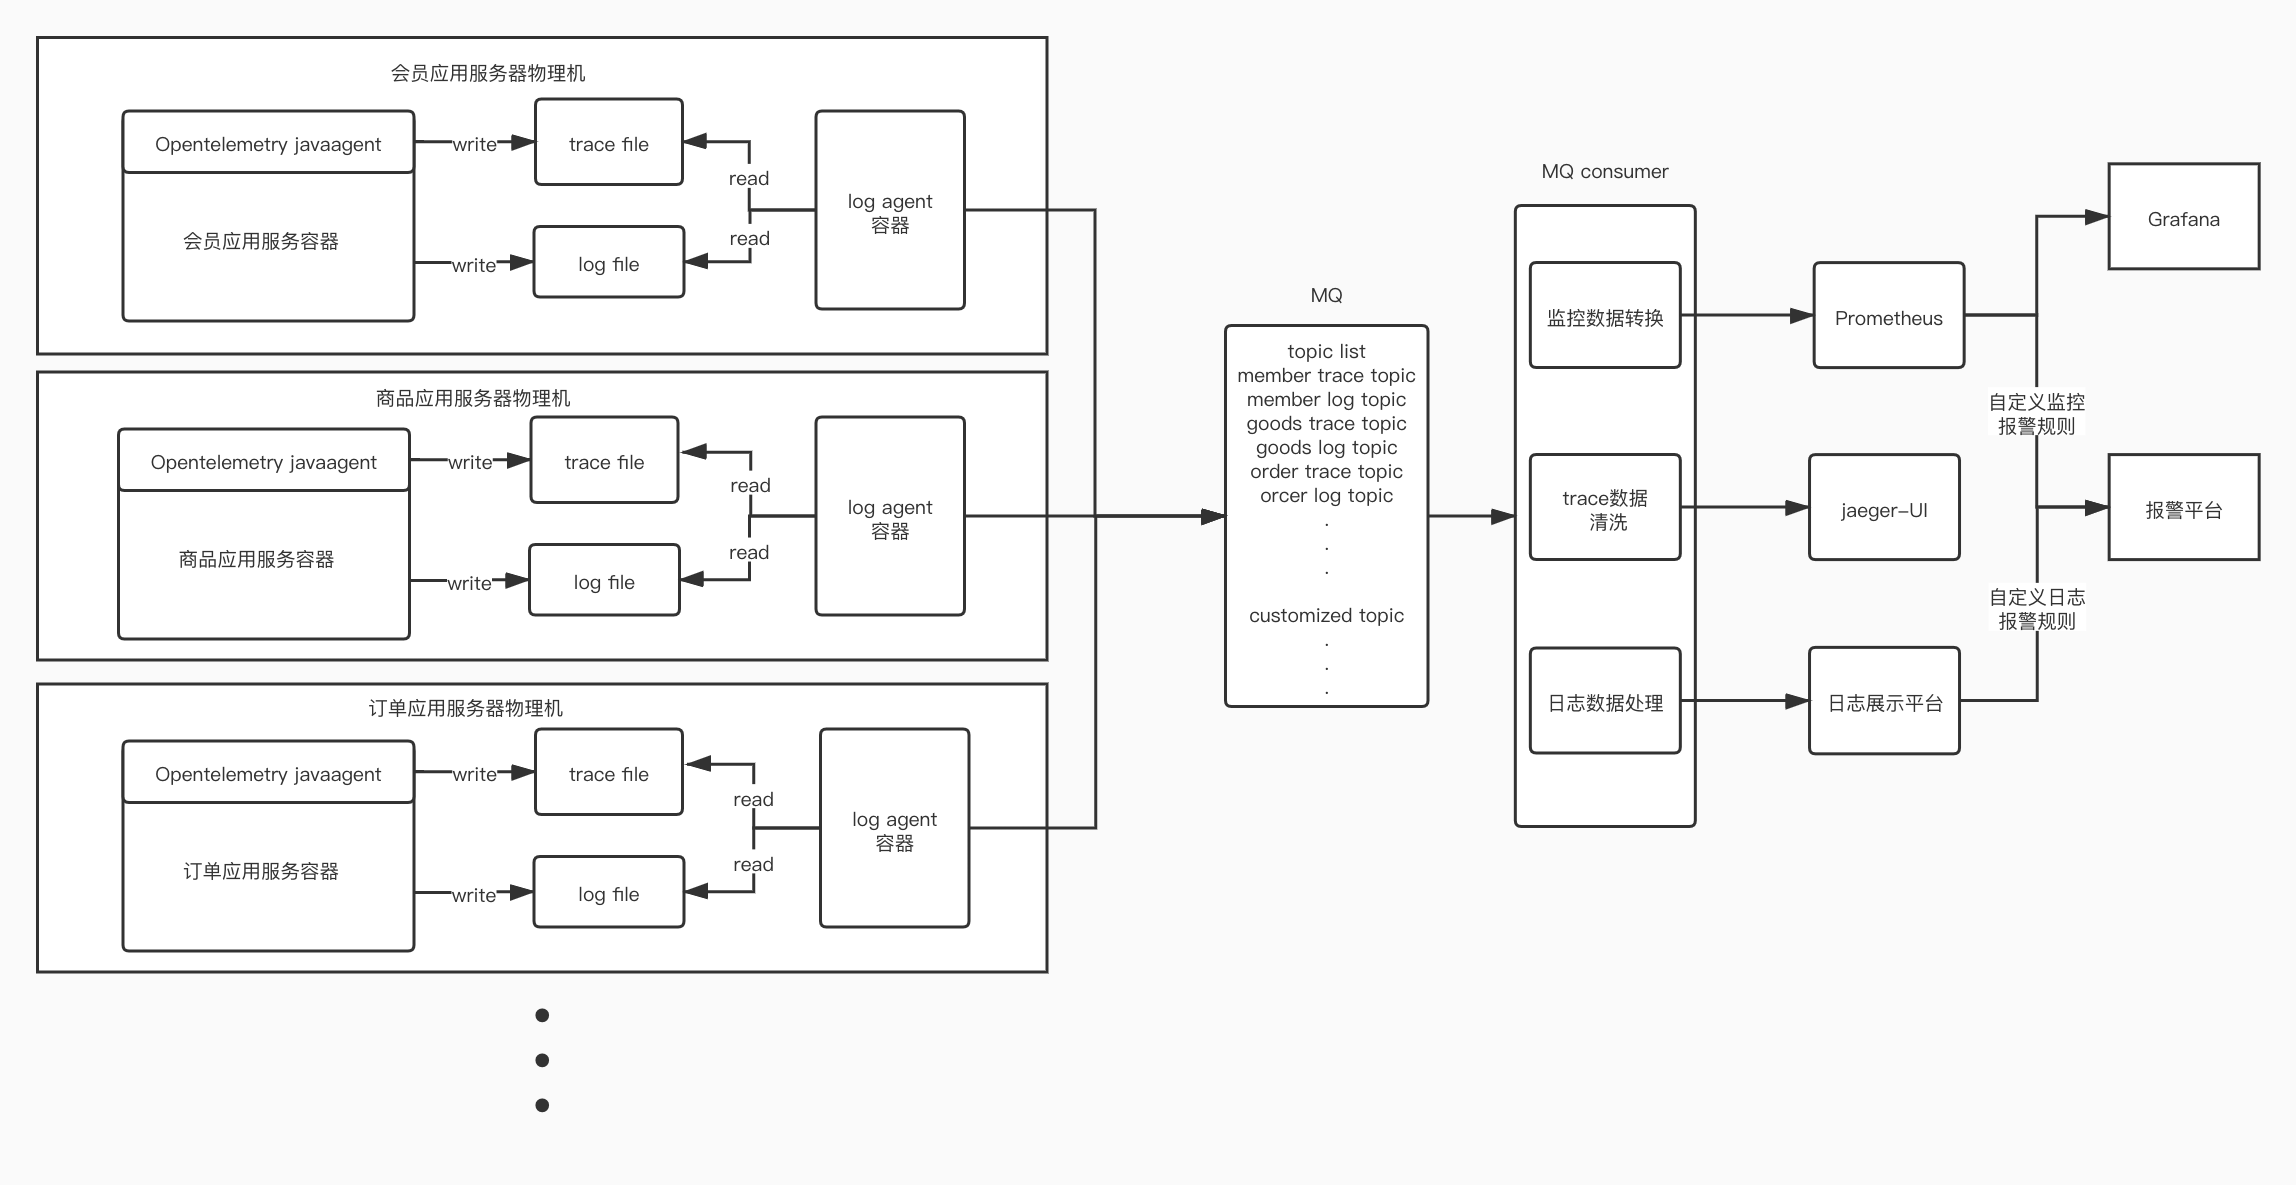 会员应用服务器物理机
Opentelemetry javaagent
会员应用服务容器
write
write
trace file
log file
read
read
log agent
容器
商品应用服务器物理机
Opentelemetry javaagent
商品应用服务容器
write
write
trace file
log file
read
read
log agent
容器
订单应用服务器物理机
Opentelemetry javaagent
订单应用服务容器
write
write
trace file
log file
read
read
log agent
容器
MQ
topic list
member trace topic
member log topic
goods trace topic
goods log topic
order trace topic
orcer log topic
.
.
.
customized topic
.
.
.
MQ consumer
监控数据转换
trace数据
清洗
日志数据处理
Prometheus
jaeger-UI
日志展示平台
自定义监控
报警规则
自定义日志
报警规则
Grafana
报警平台